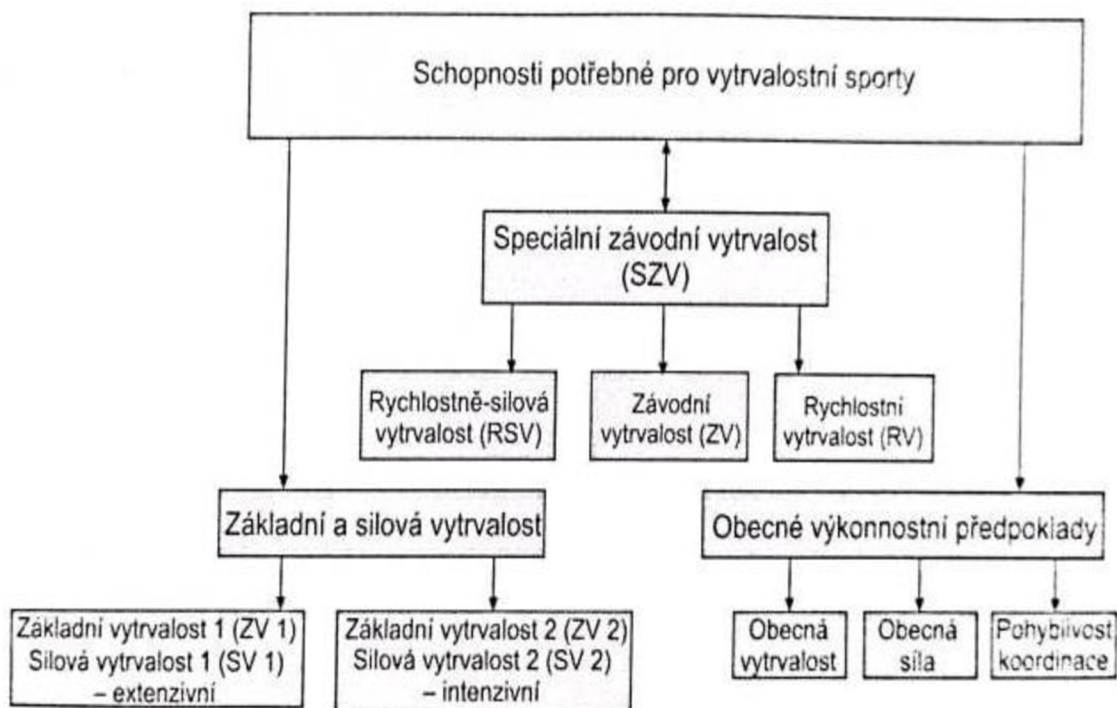 Schopnosti potřebné pro vytrvalostní sporty
Speciální závodní vytrvalost
(SZV)
Rychlostně-silová
vytrvalost (RSV)
Závodní
vytrvalost (ZV)
Rychlostní
vytrvalost (RV)
Základní a silová vytrvalost
Obecné výkonnostní předpoklady
Základní vytrvalost 1 (ZV 1)
Silová vytrvalost 1 (SV 1)
– extenzivní
Základní vytrvalost 2 (ZV 2)
Silová vytrvalost 2 (SV 2)
– intenzivní
Obecná
vytrvalost
Obecná
síla
Pohyblivost
koordinace